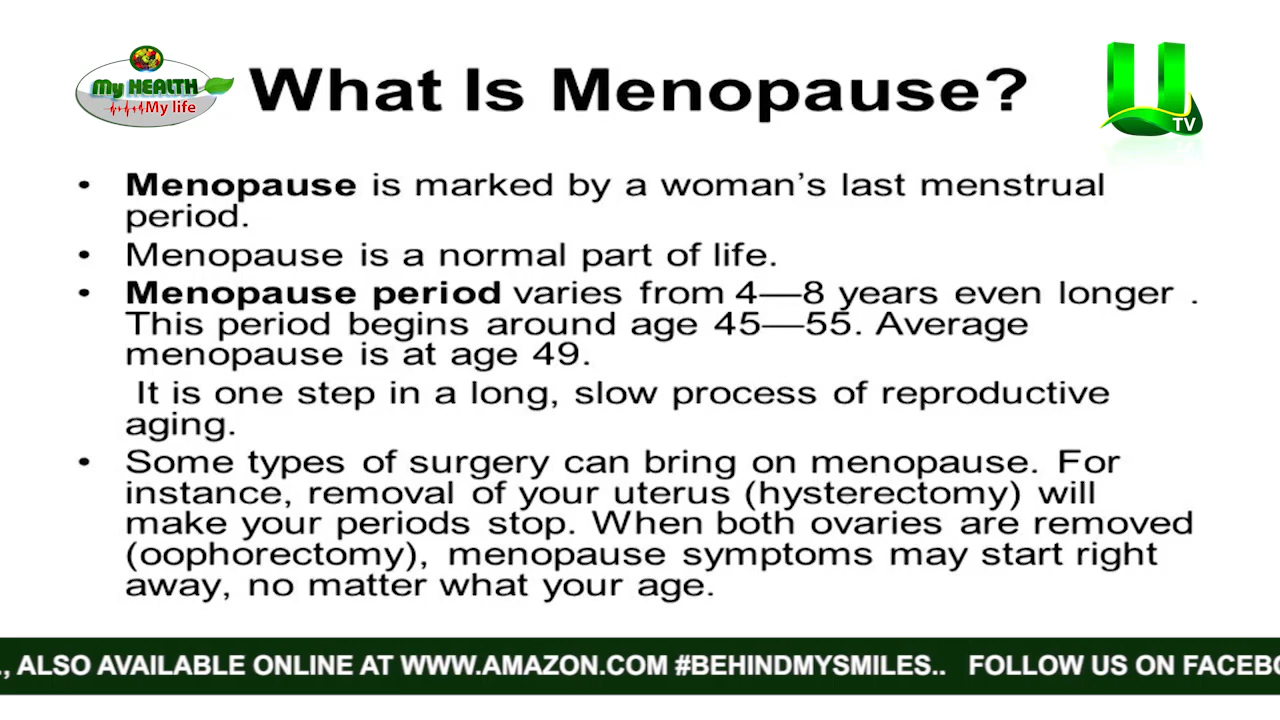 My HEALTH
My life
What Is Menopause?
U
TV
• Menopause is marked by a woman's last menstrual
period.
• Menopause is a normal part of life.
• Menopause period varies from 4—8 years even longer .
This period begins around age 45—55. Average
menopause is at age 49.
It is one step in a long, slow process of reproductive
aging.
• Some types of surgery can bring on menopause. For
instance, removal of your uterus (hysterectomy) will
make your periods stop. When both ovaries are removed
(oophorectomy), menopause symptoms may start right
away, no matter what your age.
., ALSO AVAILABLE ONLINE AT WWW.AMAZON.COM #BEHINDMYSMILES.. FOLLOW US ON FACEBO